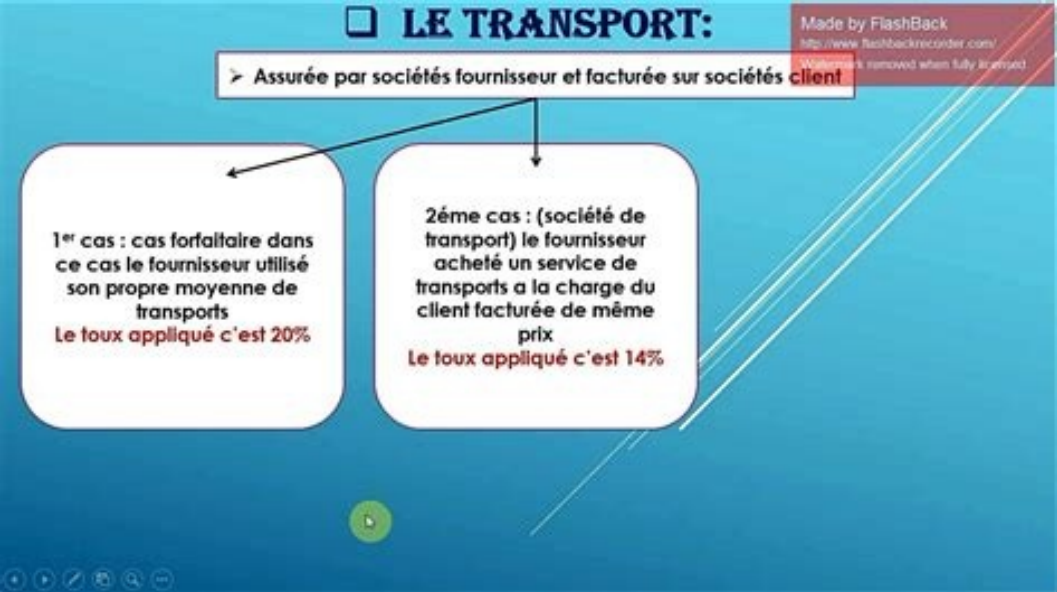 ❑ LE TRANSPORT:
Made by FlashBack
http://www.flashbackrecorder.com/
Watermark removed when fully licensed
➢ Assurée par sociétés fournisseur et facturée sur sociétés client
1er cas : cas forfaitaire dans
ce cas le fournisseur utilisé
son propre moyenne de
transports
Le toux appliqué c'est 20%
2éme cas : (société de
transport) le fournisseur
acheté un service de
transports a la charge du
client facturée de même
prix
Le toux appliqué c'est 14%